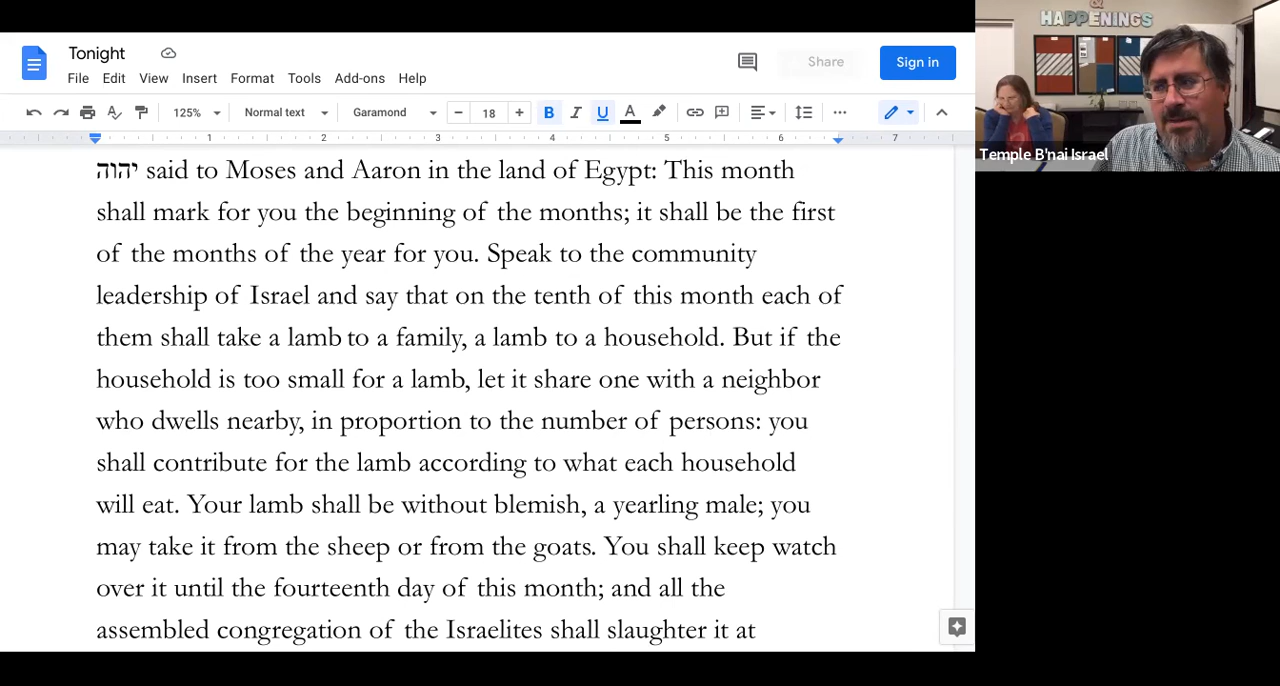 Tonight
File Edit View Insert Format Tools Add-ons Help
Share
Sign in
125% Normal text Garamond 18 B I U A
1 2 3 4 5 6 7
יהוה said to Moses and Aaron in the land of Egypt: This month
shall mark for you the beginning of the months; it shall be the first
of the months of the year for you. Speak to the community
leadership of Israel and say that on the tenth of this month each of
them shall take a lamb to a family, a lamb to a household. But if the
household is too small for a lamb, let it share one with a neighbor
who dwells nearby, in proportion to the number of persons: you
shall contribute for the lamb according to what each household
will eat. Your lamb shall be without blemish, a yearling male; you
may take it from the sheep or from the goats. You shall keep watch
over it until the fourteenth day of this month; and all the
assembled congregation of the Israelites shall slaughter it at
&
HAPPENINGS
Temple B'nai Israel